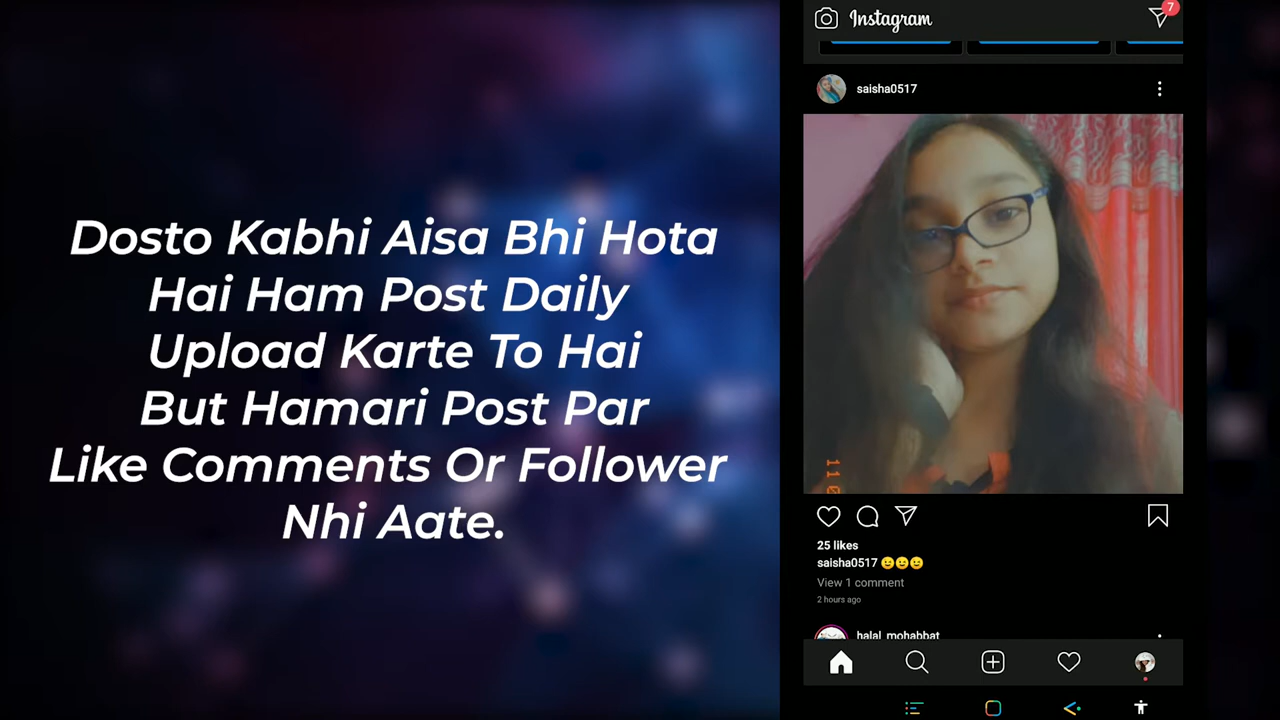 Dosto Kabhi Aisa Bhi Hota
Hai Ham Post Daily
Upload Karte To Hai
But Hamari Post Par
Like Comments Or Follower
Nhi Aate.
Instagram
7
saisha0517
25 likes
saisha0517 😉😉😉
View 1 comment
2 hours ago
halal_mohabbat